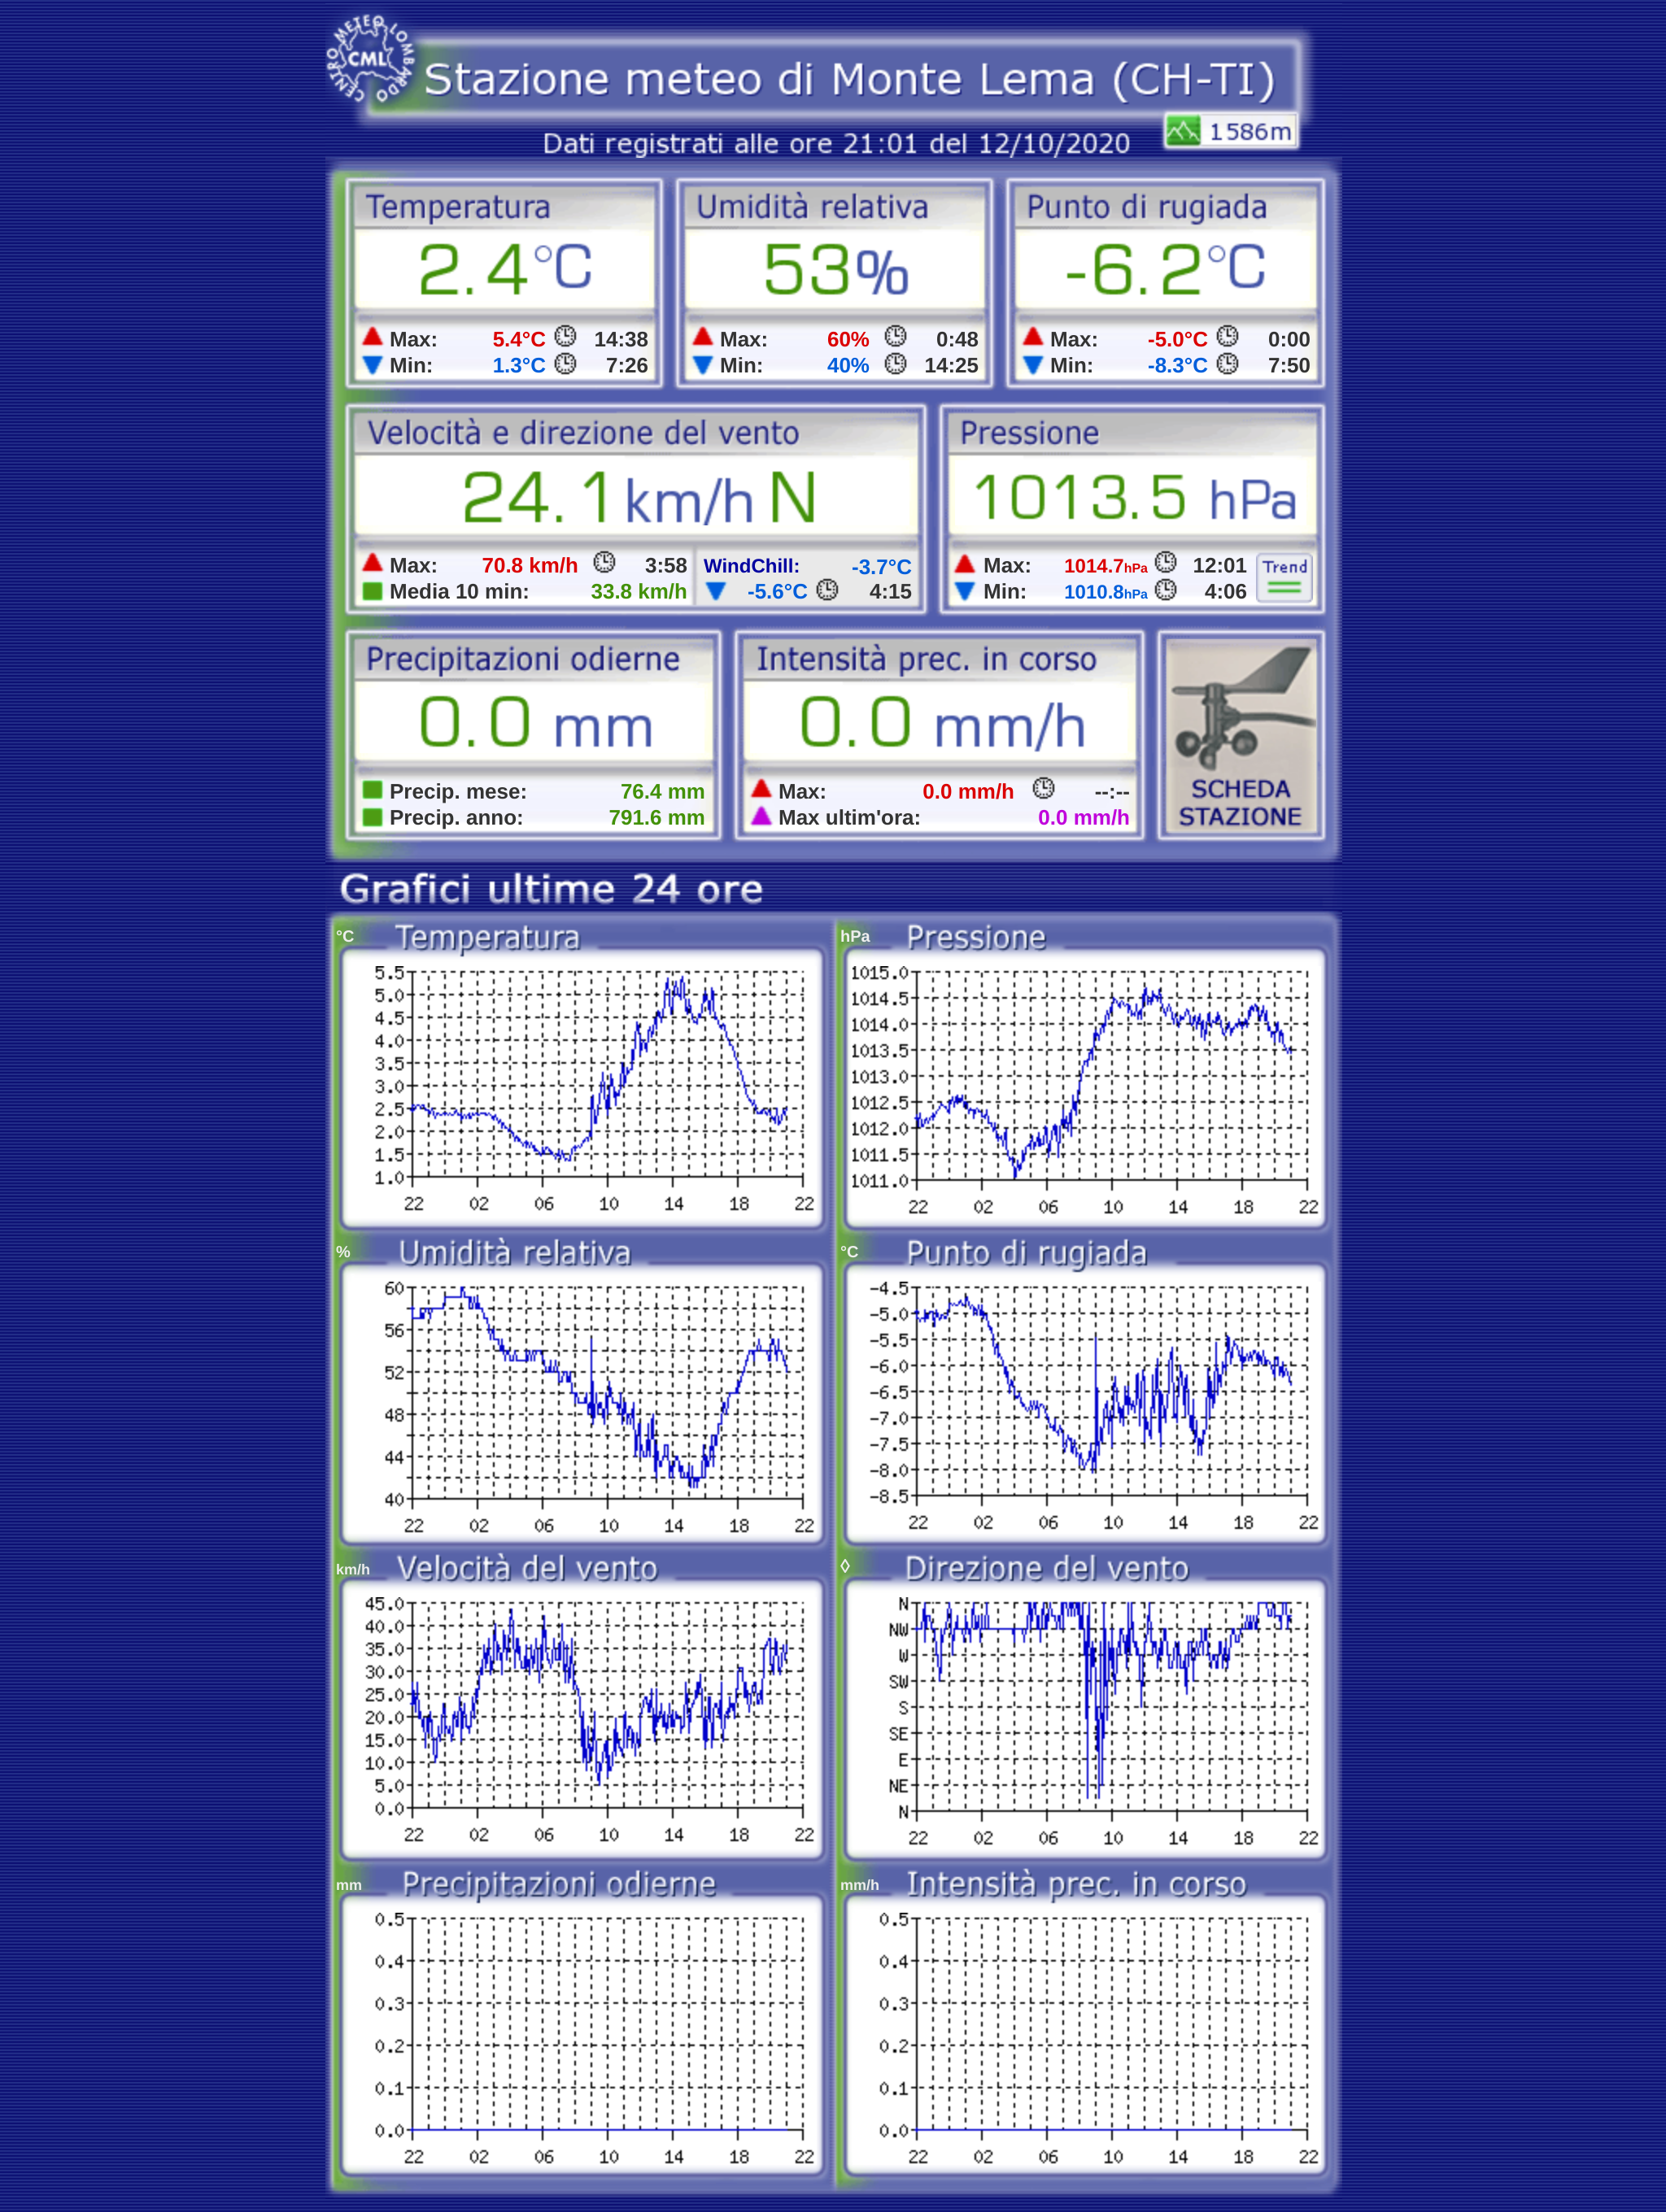 CENTRO METEO LOMBARDO
CML
Stazione meteo di Monte Lema (CH-TI)
1586m
Dati registrati alle ore 21:01 del 12/10/2020
Temperatura
2.4°C
Max: 5.4°C 14:38
Min: 1.3°C 7:26
Umidità relativa
53%
Max: 60% 0:48
Min: 40% 14:25
Punto di rugiada
-6.2°C
Max: -5.0°C 0:00
Min: -8.3°C 7:50
Velocità e direzione del vento
24.1 km/h N
Max: 70.8 km/h 3:58
Media 10 min: 33.8 km/h
WindChill: -3.7°C
-5.6°C 4:15
Pressione
1013.5 hPa
Max: 1014.7hPa 12:01
Min: 1010.8hPa 4:06
Trend
Precipitazioni odierne
0.0 mm
Precip. mese: 76.4 mm
Precip. anno: 791.6 mm
Intensità prec. in corso
0.0 mm/h
Max: 0.0 mm/h --:--
Max ultim'ora: 0.0 mm/h
SCHEDA
STAZIONE
Grafici ultime 24 ore
°C Temperatura
5.5
5.0
4.5
4.0
3.5
3.0
2.5
2.0
1.5
1.0
22 02 06 10 14 18 22
hPa Pressione
1015.0
1014.5
1014.0
1013.5
1013.0
1012.5
1012.0
1011.5
1011.0
22 02 06 10 14 18 22
% Umidità relativa
60
56
52
48
44
40
22 02 06 10 14 18 22
°C Punto di rugiada
-4.5
-5.0
-5.5
-6.0
-6.5
-7.0
-7.5
-8.0
-8.5
22 02 06 10 14 18 22
km/h Velocità del vento
45.0
40.0
35.0
30.0
25.0
20.0
15.0
10.0
5.0
0.0
22 02 06 10 14 18 22
◊ Direzione del vento
N
NW
W
SW
S
SE
E
NE
N
22 02 06 10 14 18 22
mm Precipitazioni odierne
0.5
0.4
0.3
0.2
0.1
0.0
22 02 06 10 14 18 22
mm/h Intensità prec. in corso
0.5
0.4
0.3
0.2
0.1
0.0
22 02 06 10 14 18 22